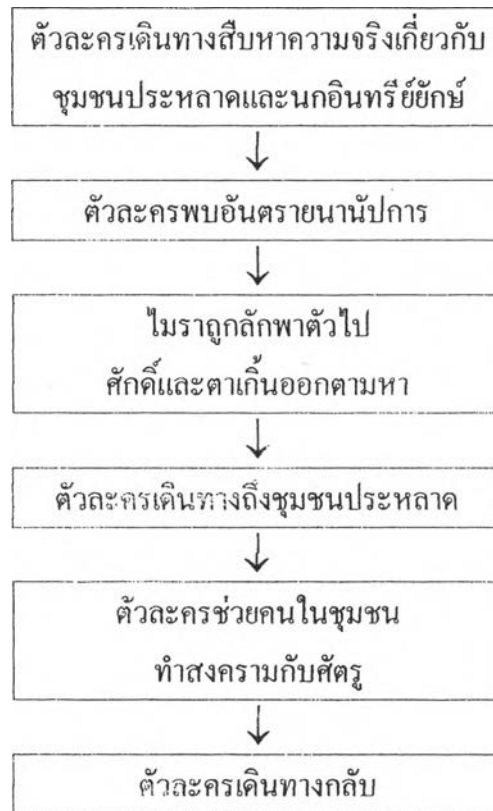 ตัวละครเดินทางสืบหาความจริงเกี่ยวกับ
ชุมชนประหลาดและนกอินทรีย์ยักษ์
ตัวละครพบอันตรายนานัปการ
ไมราถูกลักพาตัวไป
ศักดิ์และตาเกิ้นออกตามหา
ตัวละครเดินทางถึงชุมชนประหลาด
ตัวละครช่วยคนในชุมชน
ทำสงครามกับศัตรู
ตัวละครเดินทางกลับ